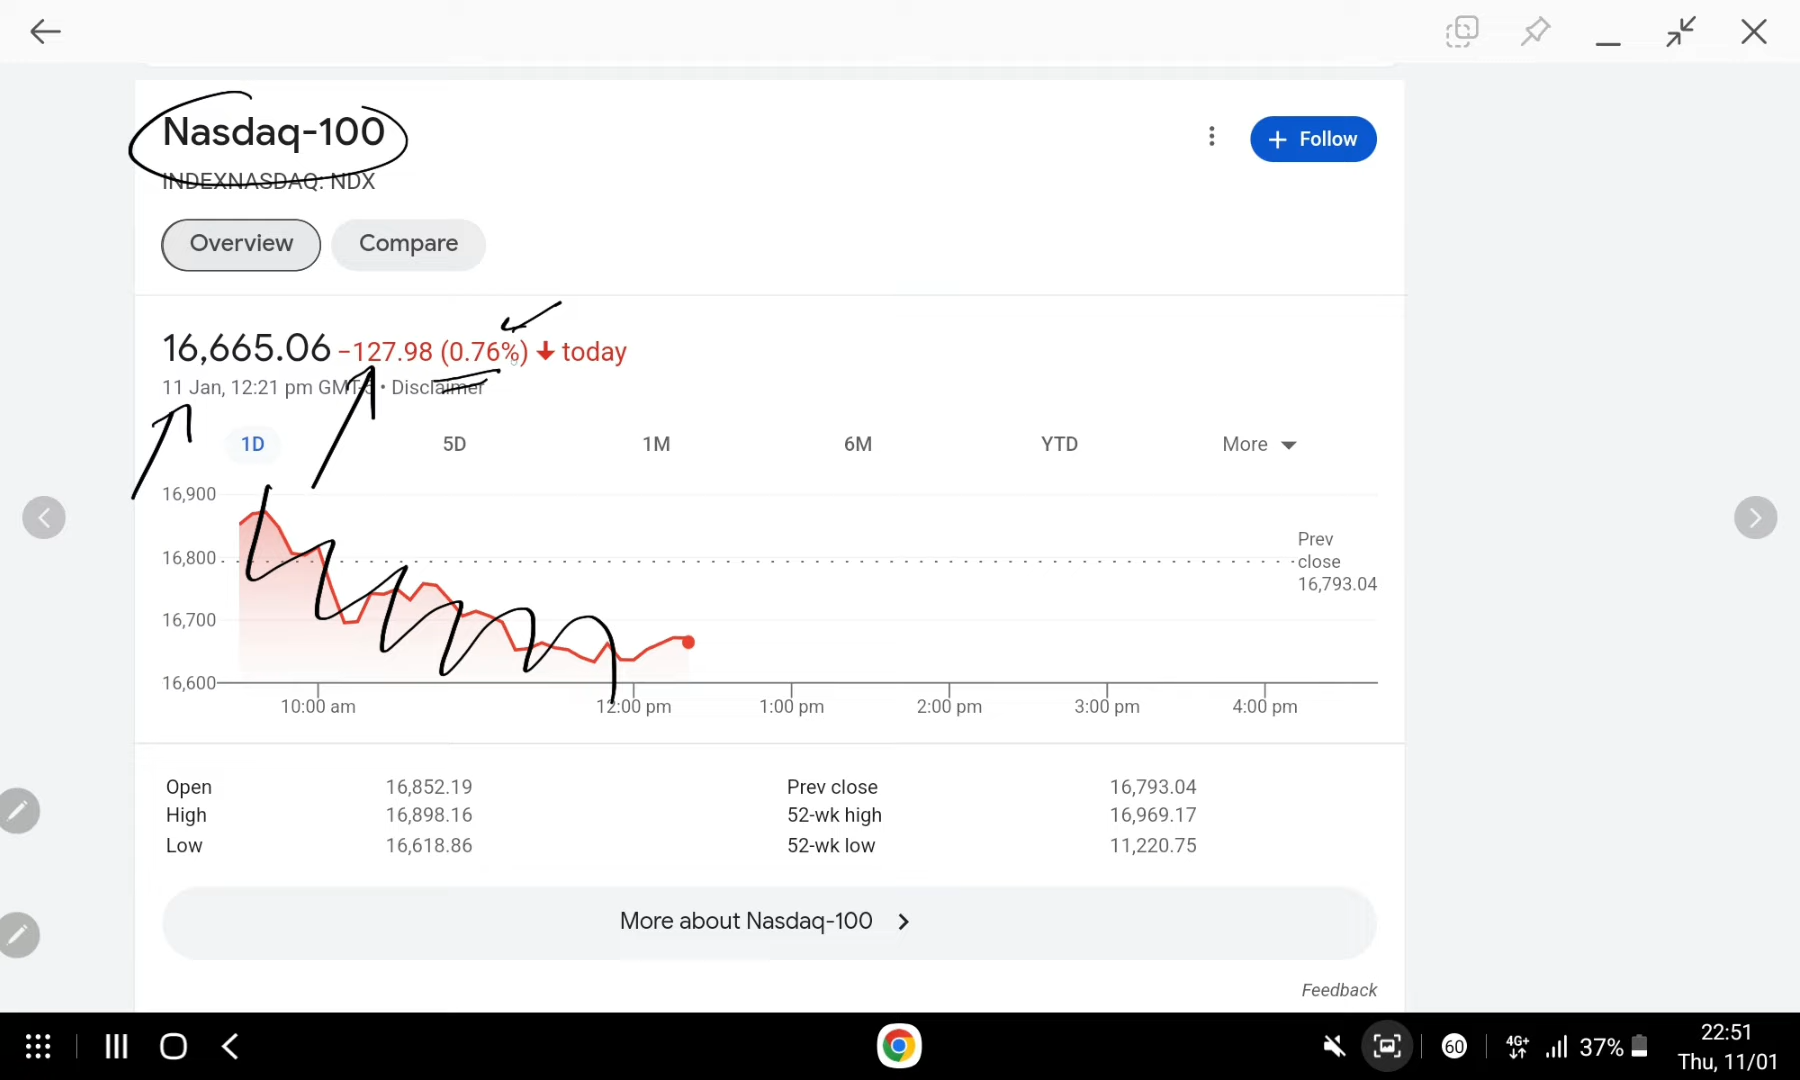 Nasdaq-100
INDEXNASDAQ: NDX
+ Follow
Overview
Compare
16,665.06 −127.98 (0.76%) today
11 Jan, 12:21 pm • Disclaimer
1D 5D 1M 6M YTD More
16,900
16,800
16,700
16,600
Prev
close
16,793.04
10:00 am 12:00 pm 1:00 pm 2:00 pm 3:00 pm 4:00 pm
Open 16,852.19 Prev close 16,793.04
High 16,898.16 52-wk high 16,969.17
Low 16,618.86 52-wk low 11,220.75
More about Nasdaq-100
Feedback
60 4G+ 37% 22:51
Thu, 11/01